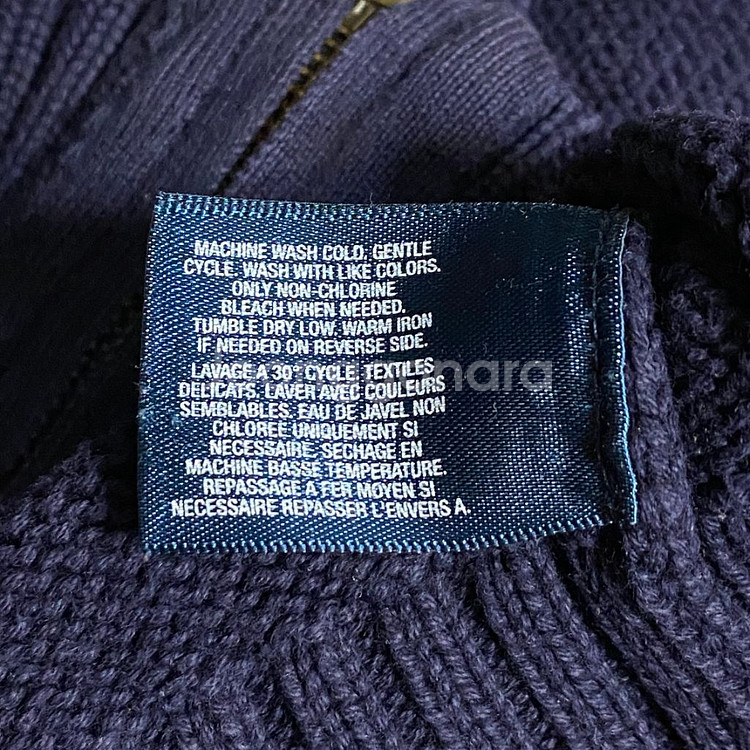 MACHINE WASH COLD, GENTLE
CYCLE. WASH WITH LIKE COLORS.
ONLY NON-CHLORINE
BLEACH WHEN NEEDED.
TUMBLE DRY LOW. WARM IRON
IF NEEDED ON REVERSE SIDE.
LAVAGE A 30° CYCLE TEXTILES
DELICATS. LAVER AVEC COULEURS
SEMBLABLES. EAU DE JAVEL NON
CHLOREE UNIQUEMENT SI
NECESSAIRE. SECHAGE EN
MACHINE BASSE TEMPERATURE.
REPASSAGE A FER MOYEN SI
NECESSAIRE REPASSER L'ENVERS A.